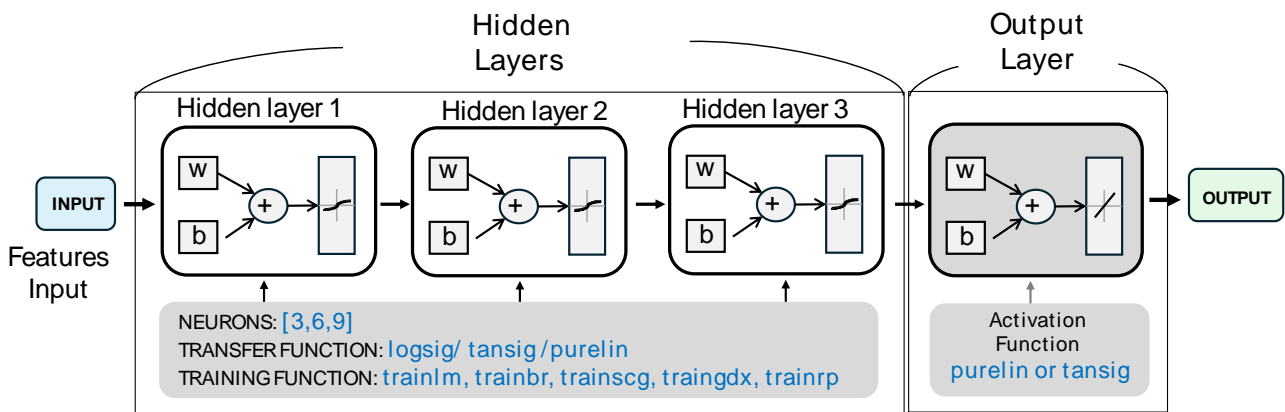 Hidden
Layers
Output
Layer
Hidden layer 1
Hidden layer 2
Hidden layer 3
INPUT
Features
Input
w
b
+
w
b
+
w
b
+
w
b
+
OUTPUT
NEURONS: [3,6,9]
TRANSFER FUNCTION: logsig/ tansig /purelin
TRAINING FUNCTION: trainlm, trainbr, trainscg, traingdx, trainrp
Activation
Function
purelin or tansig